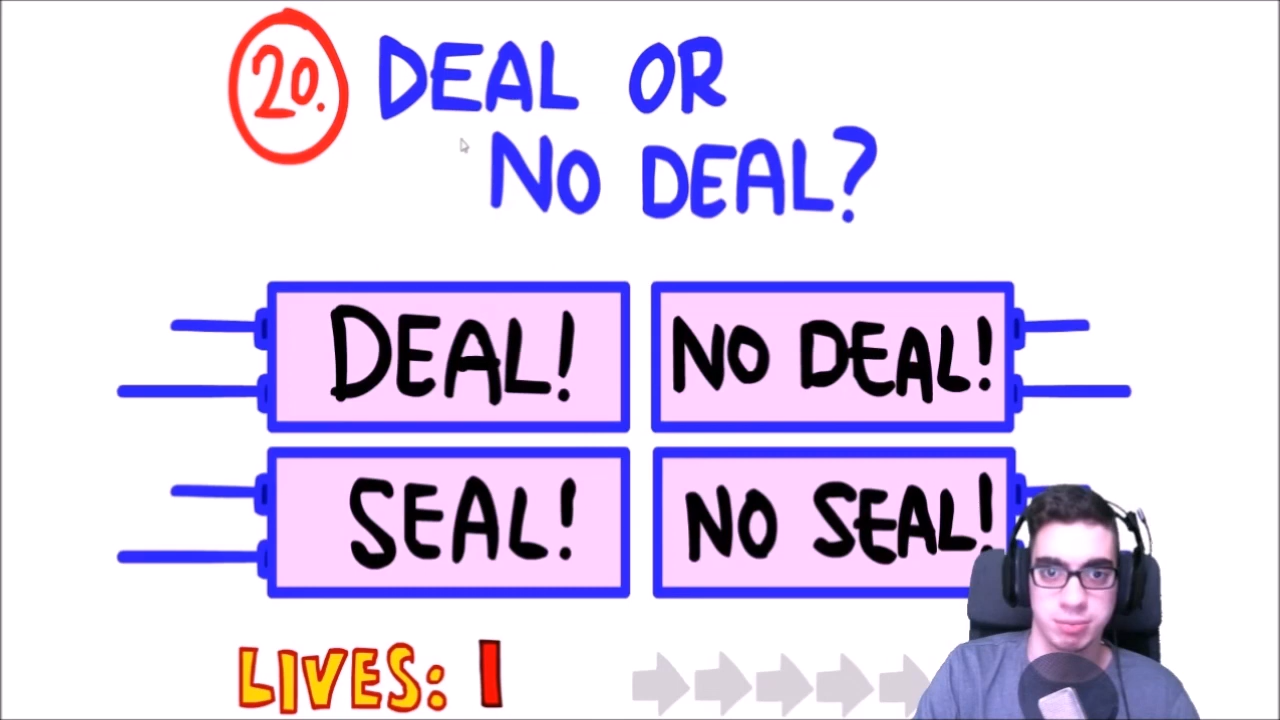 20. DEAL OR
NO DEAL?
DEAL!
NO DEAL!
SEAL!
NO SEAL!
LIVES: 1